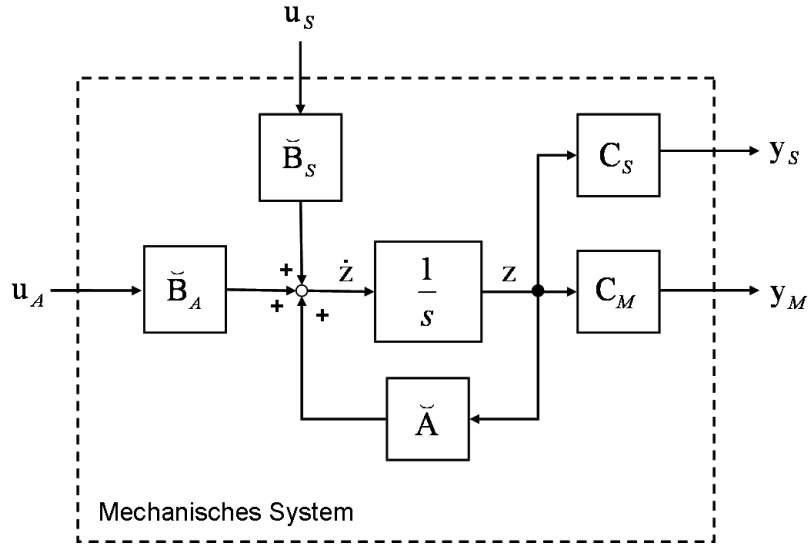 u_S
B̆_S
C_S
y_S
u_A
B̆_A
+
+
+
ż
1
s
z
C_M
y_M
Ă
Mechanisches System